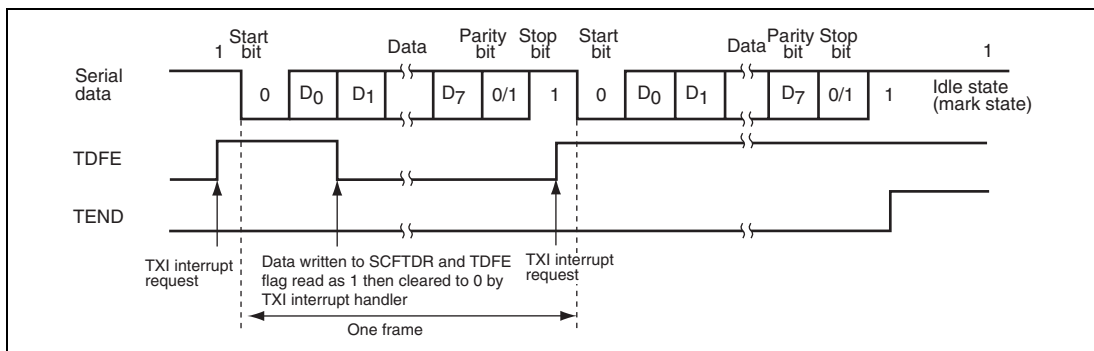 1 Start bit Data Parity bit Stop bit Start bit Data Parity bit Stop bit 1
Serial data 0 D0 D1 D7 0/1 1 0 D0 D1 D7 0/1 1 Idle state (mark state)
TDFE
TEND
TXI interrupt request
Data written to SCFTDR and TDFE
flag read as 1 then cleared to 0 by
TXI interrupt handler
TXI interrupt request
One frame